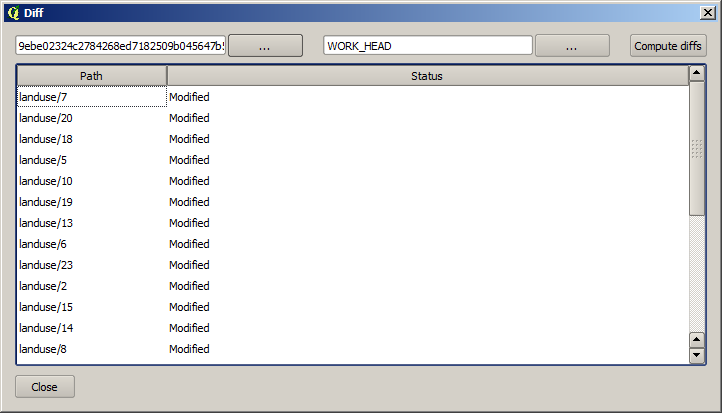 Diff
9ebe02324c2784268ed7182509b045647b5 ... WORK_HEAD ... Compute diffs
Path Status
landuse/7 Modified
landuse/20 Modified
landuse/18 Modified
landuse/5 Modified
landuse/10 Modified
landuse/19 Modified
landuse/13 Modified
landuse/6 Modified
landuse/23 Modified
landuse/2 Modified
landuse/15 Modified
landuse/14 Modified
landuse/8 Modified
Close